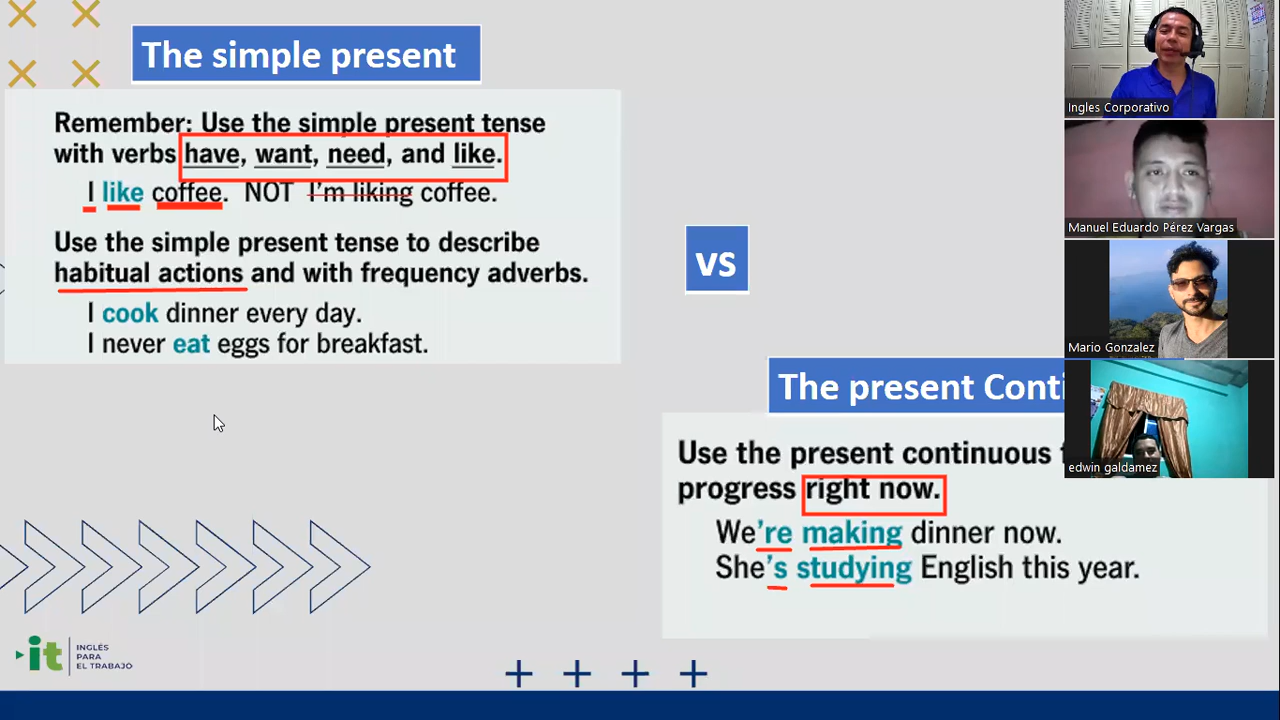 The simple present
Remember: Use the simple present tense
with verbs have, want, need, and like.
I like coffee. NOT I'm liking coffee.
Use the simple present tense to describe
habitual actions and with frequency adverbs.
I cook dinner every day.
I never eat eggs for breakfast.
vs
The present Conti
Use the present continuous
progress right now.
We're making dinner now.
She's studying English this year.
it
INGLÉS
PARA
EL TRABAJO
Ingles Corporativo
Manuel Eduardo Pérez Vargas
Mario Gonzalez
edwin galdamez